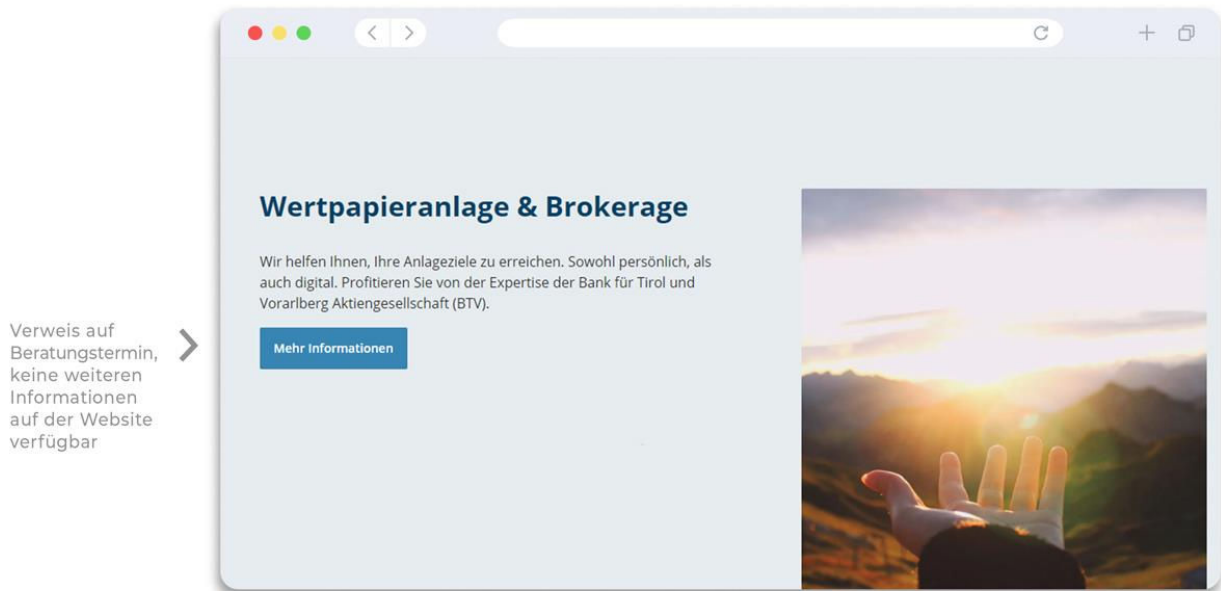 Wertpapieranlage & Brokerage
Wir helfen Ihnen, Ihre Anlageziele zu erreichen. Sowohl persönlich, als
auch digital. Profitieren Sie von der Expertise der Bank für Tirol und
Vorarlberg Aktiengesellschaft (BTV).
Mehr Informationen
Verweis auf
Beratungstermin,
keine weiteren
Informationen
auf der Website
verfügbar